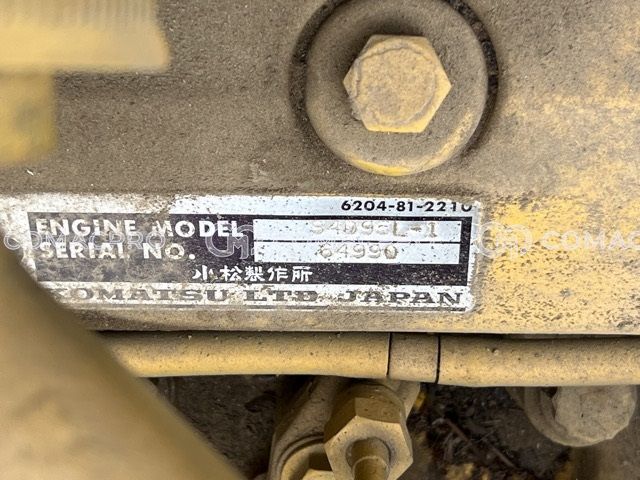 6204-81-2210
ENGINE MODEL S4D95L-1
SERIAL NO. 64990
小松製作所
KOMATSU LTD. JAPAN